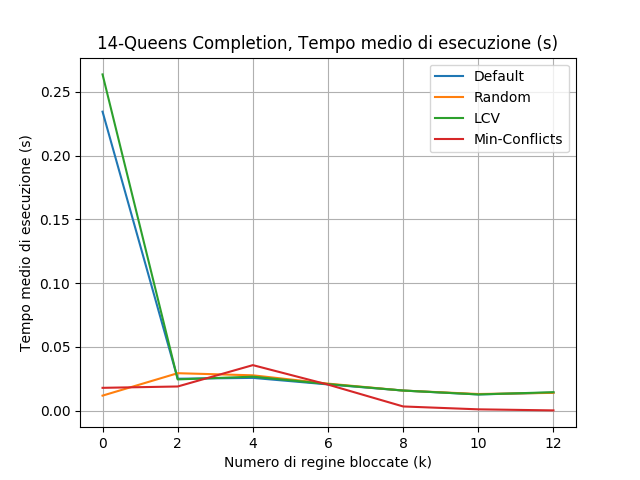 14-Queens Completion, Tempo medio di esecuzione (s)
Default
Random
LCV
Min-Conflicts
Tempo medio di esecuzione (s)
0.25
0.20
0.15
0.10
0.05
0.00
0 2 4 6 8 10 12
Numero di regine bloccate (k)